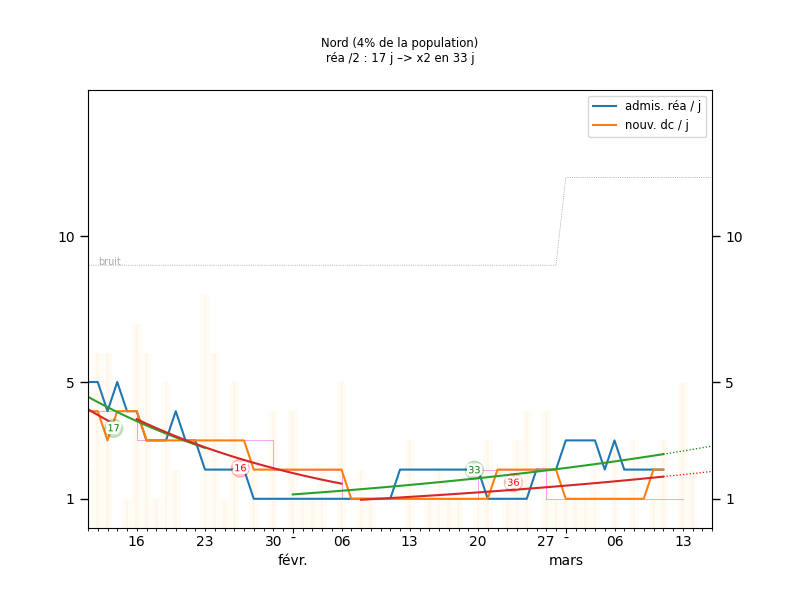 Nord (4% de la population)
réa /2 : 17 j –> x2 en 33 j
admis. réa / j
nouv. dc / j
10
10
bruit
5
5
17
16
33
36
1
1
16 23 30 - 06 13 20 27 - 06 13
févr. mars